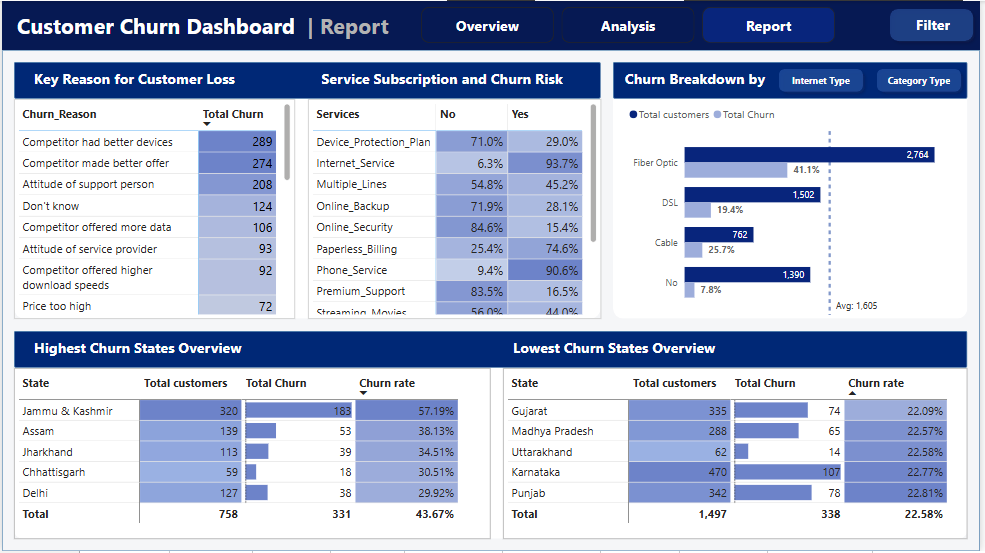 Customer Churn Dashboard | Report
Overview
Analysis
Report
Filter
Key Reason for Customer Loss
Churn_Reason Total Churn
Competitor had better devices 289
Competitor made better offer 274
Attitude of support person 208
Don't know 124
Competitor offered more data 106
Attitude of service provider 93
Competitor offered higher 92
download speeds
Price too high 72
Service Subscription and Churn Risk
Services No Yes
Device_Protection_Plan 71.0% 29.0%
Internet_Service 6.3% 93.7%
Multiple_Lines 54.8% 45.2%
Online_Backup 71.9% 28.1%
Online_Security 84.6% 15.4%
Paperless_Billing 25.4% 74.6%
Phone_Service 9.4% 90.6%
Premium_Support 83.5% 16.5%
Streaming_Movies 56.0% 44.0%
Churn Breakdown by
Internet Type
Category Type
Total customers Total Churn
Fiber Optic 2,764
41.1%
DSL 1,502
19.4%
Cable 762
25.7%
No 1,390
7.8%
Avg: 1,605
Highest Churn States Overview
State Total customers Total Churn Churn rate
Jammu & Kashmir 320 183 57.19%
Assam 139 53 38.13%
Jharkhand 113 39 34.51%
Chhattisgarh 59 18 30.51%
Delhi 127 38 29.92%
Total 758 331 43.67%
Lowest Churn States Overview
State Total customers Total Churn Churn rate
Gujarat 335 74 22.09%
Madhya Pradesh 288 65 22.57%
Uttarakhand 62 14 22.58%
Karnataka 470 107 22.77%
Punjab 342 78 22.81%
Total 1,497 338 22.58%